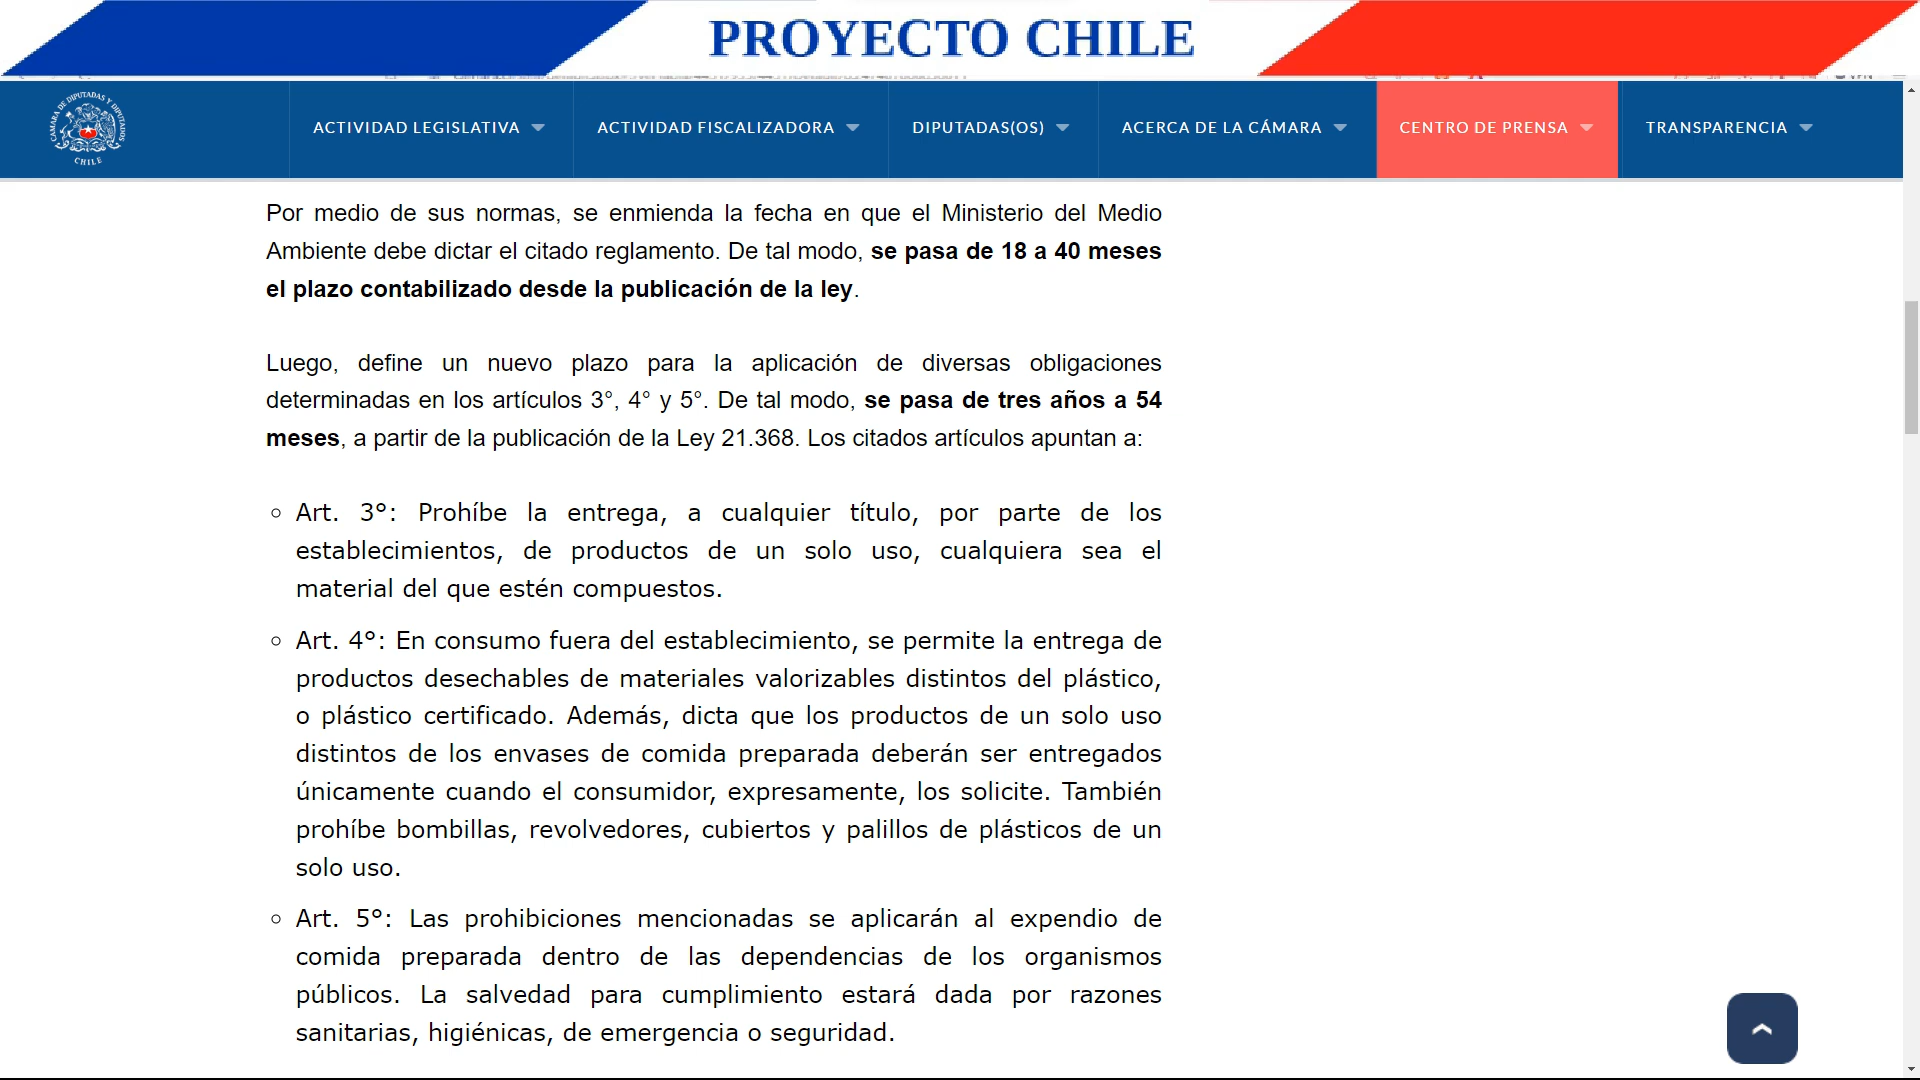 PROYECTO CHILE
CÁMARA DE DIPUTADAS Y DIPUTADOS
CHILE
ACTIVIDAD LEGISLATIVA
ACTIVIDAD FISCALIZADORA
DIPUTADAS(OS)
ACERCA DE LA CÁMARA
CENTRO DE PRENSA
TRANSPARENCIA
Por medio de sus normas, se enmienda la fecha en que el Ministerio del Medio
Ambiente debe dictar el citado reglamento. De tal modo, se pasa de 18 a 40 meses
el plazo contabilizado desde la publicación de la ley.
Luego, define un nuevo plazo para la aplicación de diversas obligaciones
determinadas en los artículos 3°, 4° y 5°. De tal modo, se pasa de tres años a 54
meses, a partir de la publicación de la Ley 21.368. Los citados artículos apuntan a:
Art. 3°: Prohíbe la entrega, a cualquier título, por parte de los
establecimientos, de productos de un solo uso, cualquiera sea el
material del que estén compuestos.
Art. 4°: En consumo fuera del establecimiento, se permite la entrega de
productos desechables de materiales valorizables distintos del plástico,
o plástico certificado. Además, dicta que los productos de un solo uso
distintos de los envases de comida preparada deberán ser entregados
únicamente cuando el consumidor, expresamente, los solicite. También
prohíbe bombillas, revolvedores, cubiertos y palillos de plásticos de un
solo uso.
Art. 5°: Las prohibiciones mencionadas se aplicarán al expendio de
comida preparada dentro de las dependencias de los organismos
públicos. La salvedad para cumplimiento estará dada por razones
sanitarias, higiénicas, de emergencia o seguridad.